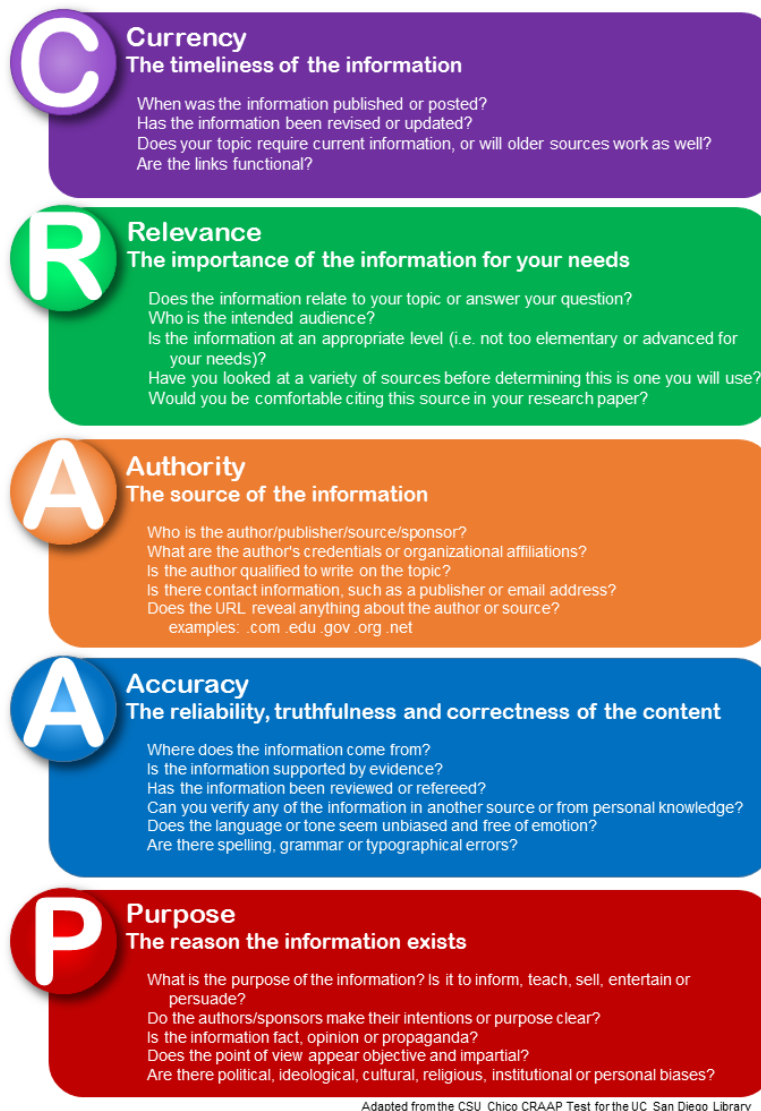 C
Currency
The timeliness of the information
When was the information published or posted?
Has the information been revised or updated?
Does your topic require current information, or will older sources work as well?
Are the links functional?
R
Relevance
The importance of the information for your needs
Does the information relate to your topic or answer your question?
Who is the intended audience?
Is the information at an appropriate level (i.e. not too elementary or advanced for
your needs)?
Have you looked at a variety of sources before determining this is one you will use?
Would you be comfortable citing this source in your research paper?
A
Authority
The source of the information
Who is the author/publisher/source/sponsor?
What are the author's credentials or organizational affiliations?
Is the author qualified to write on the topic?
Is there contact information, such as a publisher or email address?
Does the URL reveal anything about the author or source?
examples: .com .edu .gov .org .net
A
Accuracy
The reliability, truthfulness and correctness of the content
Where does the information come from?
Is the information supported by evidence?
Has the information been reviewed or refereed?
Can you verify any of the information in another source or from personal knowledge?
Does the language or tone seem unbiased and free of emotion?
Are there spelling, grammar or typographical errors?
P
Purpose
The reason the information exists
What is the purpose of the information? Is it to inform, teach, sell, entertain or
persuade?
Do the authors/sponsors make their intentions or purpose clear?
Is the information fact, opinion or propaganda?
Does the point of view appear objective and impartial?
Are there political, ideological, cultural, religious, institutional or personal biases?
Adapted from the CSU Chico CRAAP Test for the UC San Diego Library